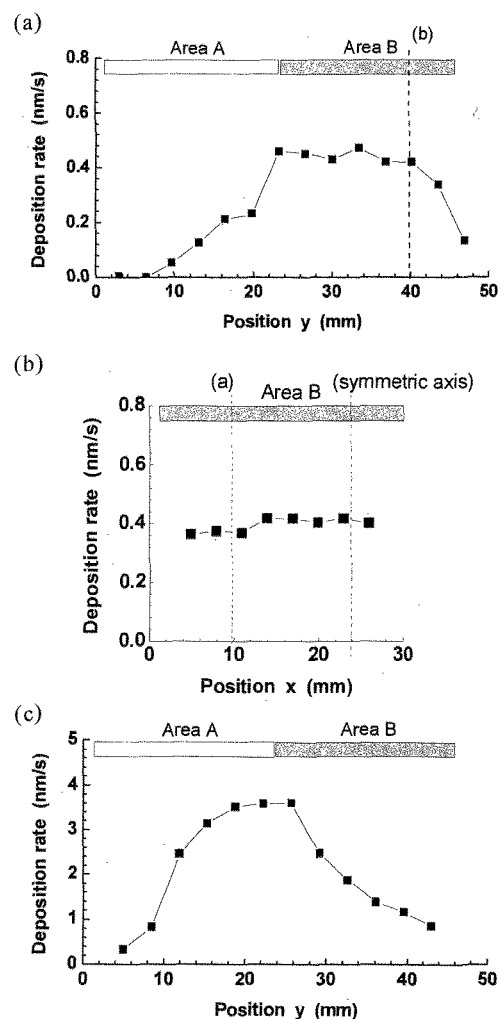 (a)
(b)
Area A Area B
0.8
0.6
0.4
0.2
0.0
Deposition rate (nm/s)
0 10 20 30 40 50
Position y (mm)
(b)
(a) (symmetric axis)
Area B
0.8
0.6
0.4
0.2
0.0
Deposition rate (nm/s)
0 10 20 30
Position x (mm)
(c)
Area A Area B
5
4
3
2
1
0
Deposition rate (nm/s)
0 10 20 30 40 50
Position y (mm)